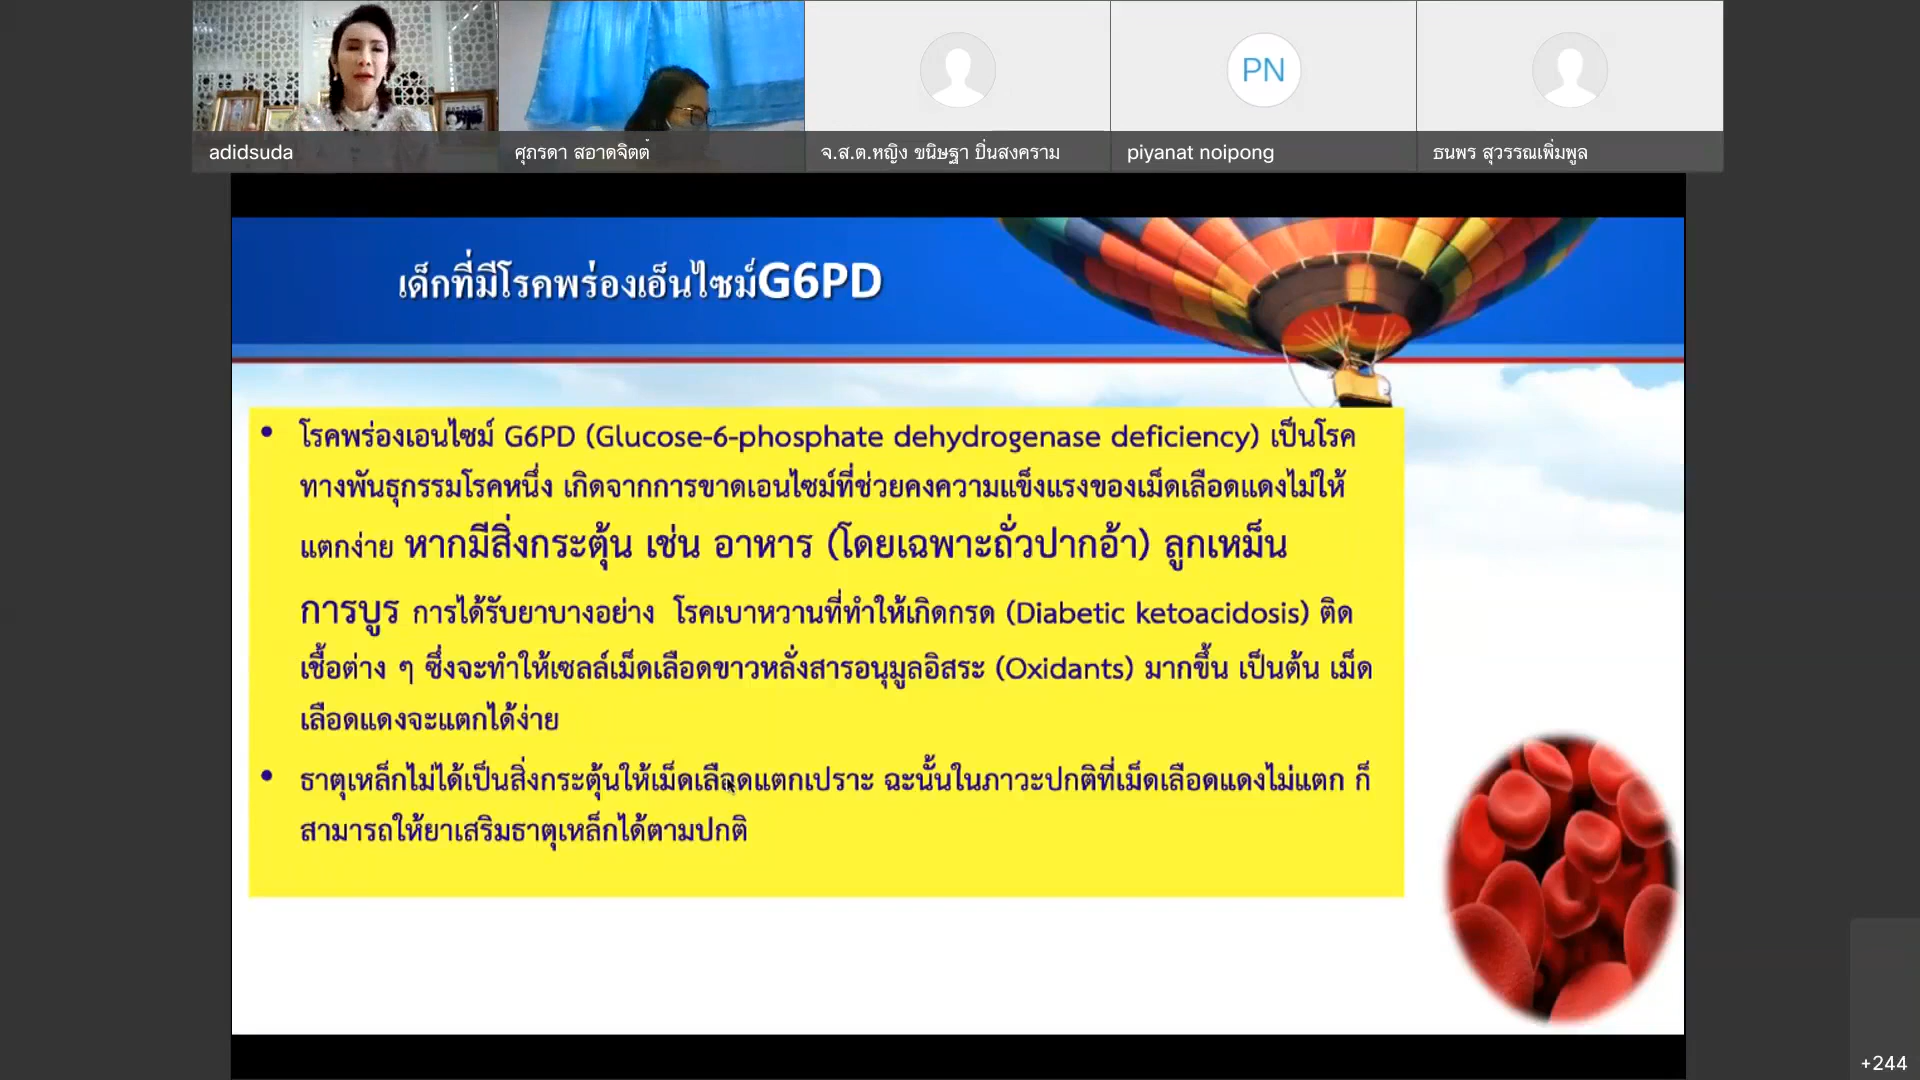 adidsuda
ศุภรดา สอาดจิตต์
จ.ส.ต.หญิง ขนิษฐา ปิ่นสงคราม
PN
piyanat noipong
ธนพร สุวรรณเพิ่มพูล
เด็กที่มีโรคพร่องเอ็นไซม์G6PD
• โรคพร่องเอนไซม์ G6PD (Glucose-6-phosphate dehydrogenase deficiency) เป็นโรค
ทางพันธุกรรมโรคหนึ่ง เกิดจากการขาดเอนไซม์ที่ช่วยคงความแข็งแรงของเม็ดเลือดแดงไม่ให้
แตกง่าย หากมีสิ่งกระตุ้น เช่น อาหาร (โดยเฉพาะถั่วปากอ้า) ลูกเหม็น
การบูร การได้รับยาบางอย่าง โรคเบาหวานที่ทำให้เกิดกรด (Diabetic ketoacidosis) ติด
เชื้อต่าง ๆ ซึ่งจะทำให้เซลล์เม็ดเลือดขาวหลั่งสารอนุมูลอิสระ (Oxidants) มากขึ้น เป็นต้น เม็ด
เลือดแดงจะแตกได้ง่าย
• ธาตุเหล็กไม่ได้เป็นสิ่งกระตุ้นให้เม็ดเลือดแตกเปราะ ฉะนั้นในภาวะปกติที่เม็ดเลือดแดงไม่แตก ก็
สามารถให้ยาเสริมธาตุเหล็กได้ตามปกติ
+244